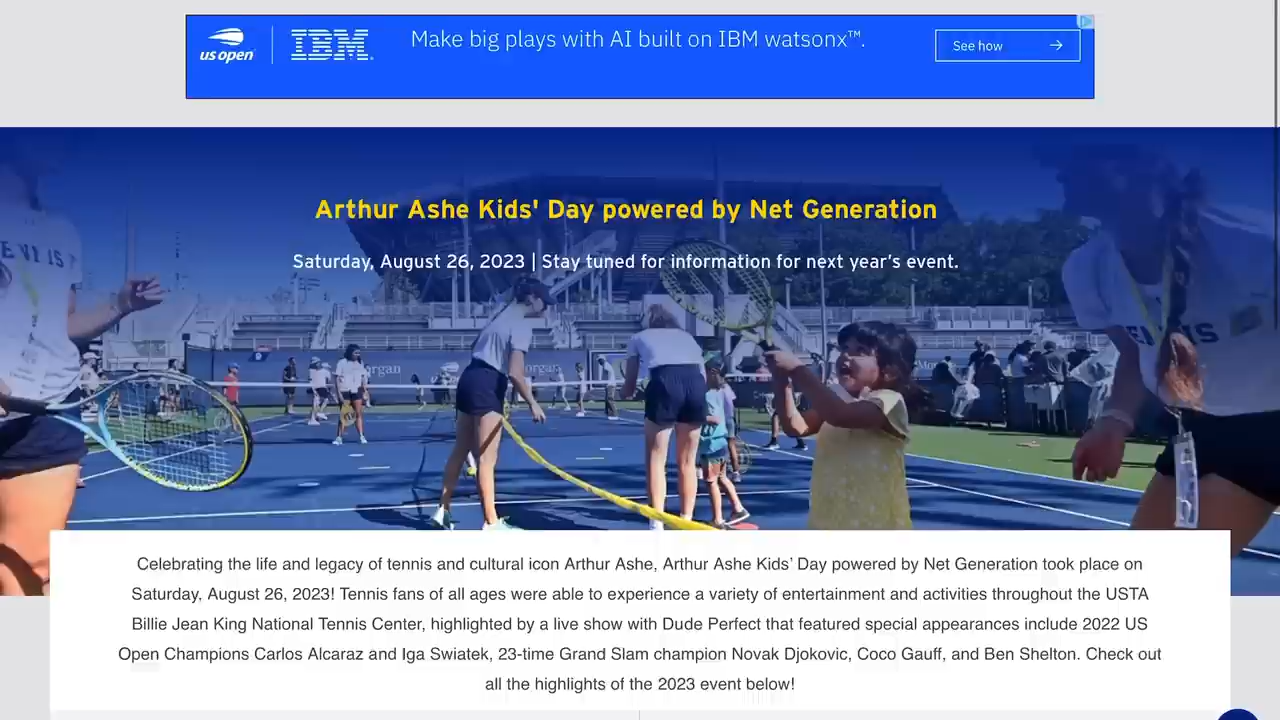 us open
IBM
Make big plays with AI built on IBM watsonx™.
See how
Arthur Ashe Kids' Day powered by Net Generation
Saturday, August 26, 2023 | Stay tuned for information for next year’s event.
Celebrating the life and legacy of tennis and cultural icon Arthur Ashe, Arthur Ashe Kids’ Day powered by Net Generation took place on
Saturday, August 26, 2023! Tennis fans of all ages were able to experience a variety of entertainment and activities throughout the USTA
Billie Jean King National Tennis Center, highlighted by a live show with Dude Perfect that featured special appearances include 2022 US
Open Champions Carlos Alcaraz and Iga Swiatek, 23-time Grand Slam champion Novak Djokovic, Coco Gauff, and Ben Shelton. Check out
all the highlights of the 2023 event below!